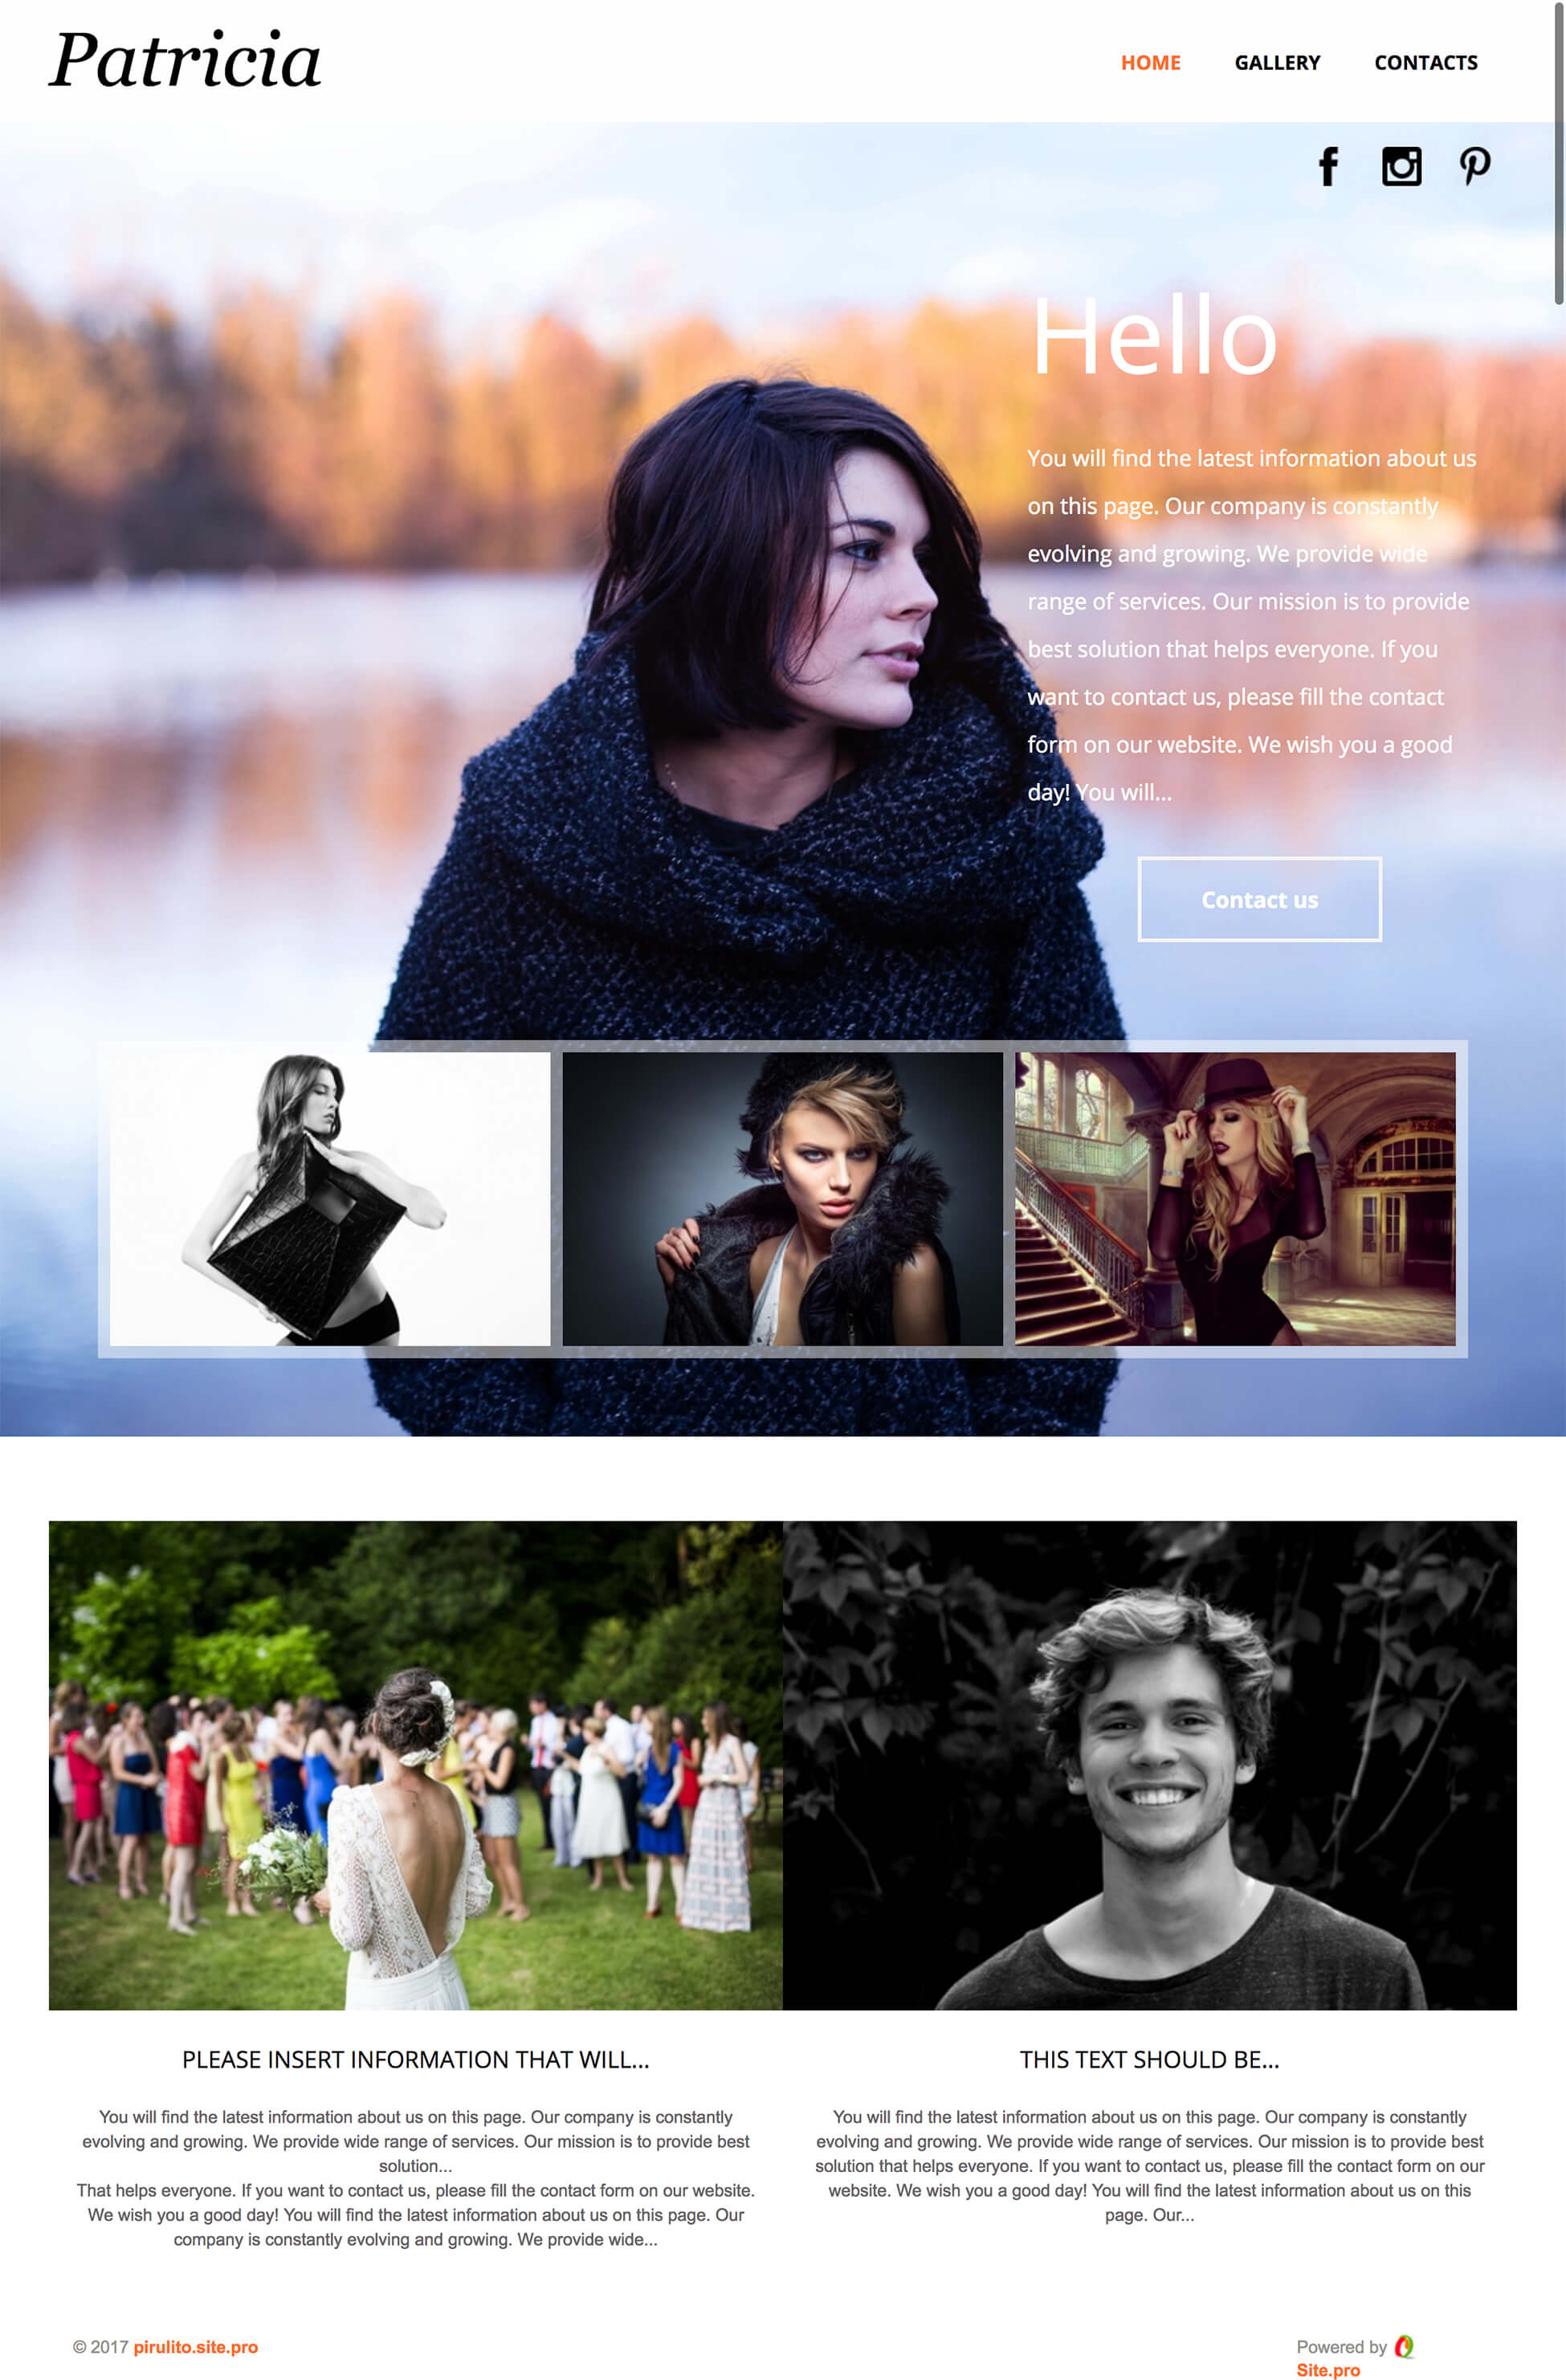 Patricia
HOME GALLERY CONTACTS
Hello
You will find the latest information about us
on this page. Our company is constantly
evolving and growing. We provide wide
range of services. Our mission is to provide
best solution that helps everyone. If you
want to contact us, please fill the contact
form on our website. We wish you a good
day! You will...
Contact us
PLEASE INSERT INFORMATION THAT WILL...
You will find the latest information about us on this page. Our company is constantly
evolving and growing. We provide wide range of services. Our mission is to provide best
solution...
That helps everyone. If you want to contact us, please fill the contact form on our website.
We wish you a good day! You will find the latest information about us on this page. Our
company is constantly evolving and growing. We provide wide...
THIS TEXT SHOULD BE...
You will find the latest information about us on this page. Our company is constantly
evolving and growing. We provide wide range of services. Our mission is to provide best
solution that helps everyone. If you want to contact us, please fill the contact form on our
website. We wish you a good day! You will find the latest information about us on this
page. Our...
© 2017 pirulito.site.pro
Powered by
Site.pro